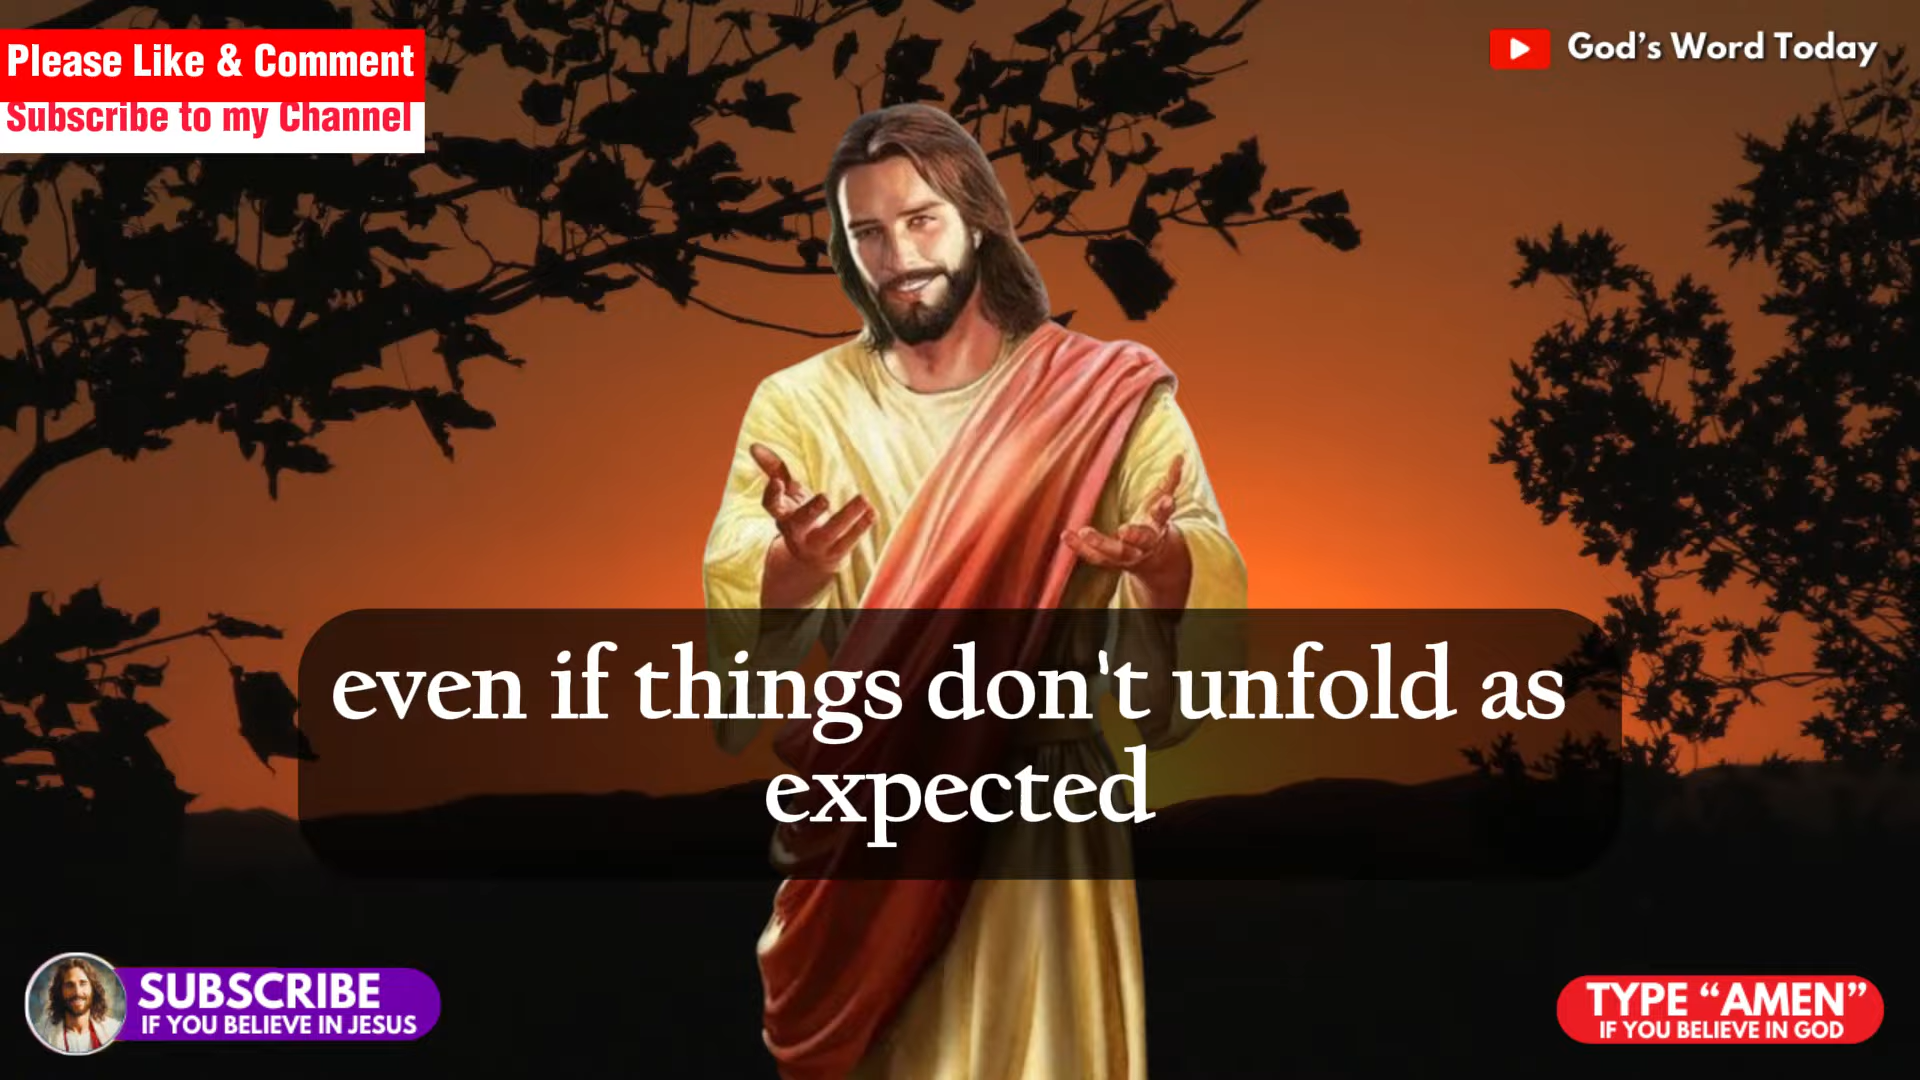 Please Like & Comment
Subscribe to my Channel
God's Word Today
even if things don't unfold as
expected
SUBSCRIBE
IF YOU BELIEVE IN JESUS
TYPE “AMEN”
IF YOU BELIEVE IN GOD